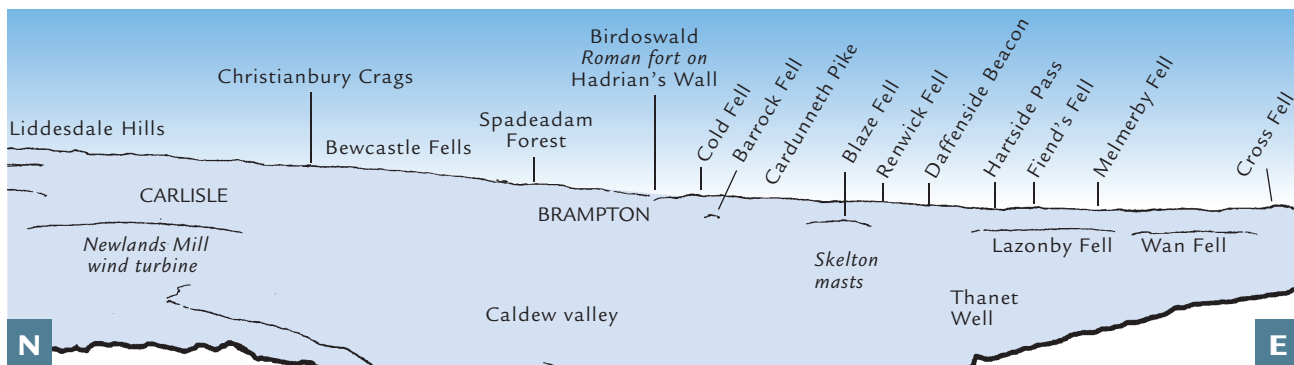 Liddesdale Hills
Christianbury Crags
Bewcastle Fells
Spadeadam
Forest
Birdoswald
Roman fort on
Hadrian's Wall
Cold Fell
Barrock Fell
Cardunneth Pike
Blaze Fell
Renwick Fell
Daffenside Beacon
Hartside Pass
Fiend's Fell
Melmerby Fell
Cross Fell
CARLISLE
BRAMPTON
Newlands Mill
wind turbine
Skelton
masts
Lazonby Fell
Wan Fell
Caldew valley
Thanet
Well
N
E